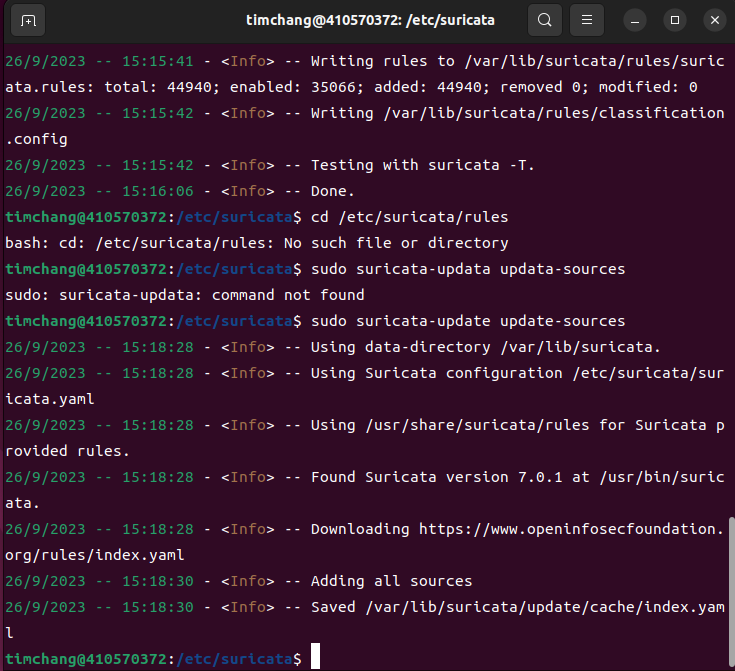 timchang@410570372: /etc/suricata
26/9/2023 -- 15:15:41 - <Info> -- Writing rules to /var/lib/suricata/rules/suric
ata.rules: total: 44940; enabled: 35066; added: 44940; removed 0; modified: 0
26/9/2023 -- 15:15:42 - <Info> -- Writing /var/lib/suricata/rules/classification
.config
26/9/2023 -- 15:15:42 - <Info> -- Testing with suricata -T.
26/9/2023 -- 15:16:06 - <Info> -- Done.
timchang@410570372:/etc/suricata$ cd /etc/suricata/rules
bash: cd: /etc/suricata/rules: No such file or directory
timchang@410570372:/etc/suricata$ sudo suricata-updata updata-sources
sudo: suricata-updata: command not found
timchang@410570372:/etc/suricata$ sudo suricata-update update-sources
26/9/2023 -- 15:18:28 - <Info> -- Using data-directory /var/lib/suricata.
26/9/2023 -- 15:18:28 - <Info> -- Using Suricata configuration /etc/suricata/sur
icata.yaml
26/9/2023 -- 15:18:28 - <Info> -- Using /usr/share/suricata/rules for Suricata p
rovided rules.
26/9/2023 -- 15:18:28 - <Info> -- Found Suricata version 7.0.1 at /usr/bin/suric
ata.
26/9/2023 -- 15:18:28 - <Info> -- Downloading https://www.openinfosecfoundation.
org/rules/index.yaml
26/9/2023 -- 15:18:30 - <Info> -- Adding all sources
26/9/2023 -- 15:18:30 - <Info> -- Saved /var/lib/suricata/update/cache/index.yam
l
timchang@410570372:/etc/suricata$